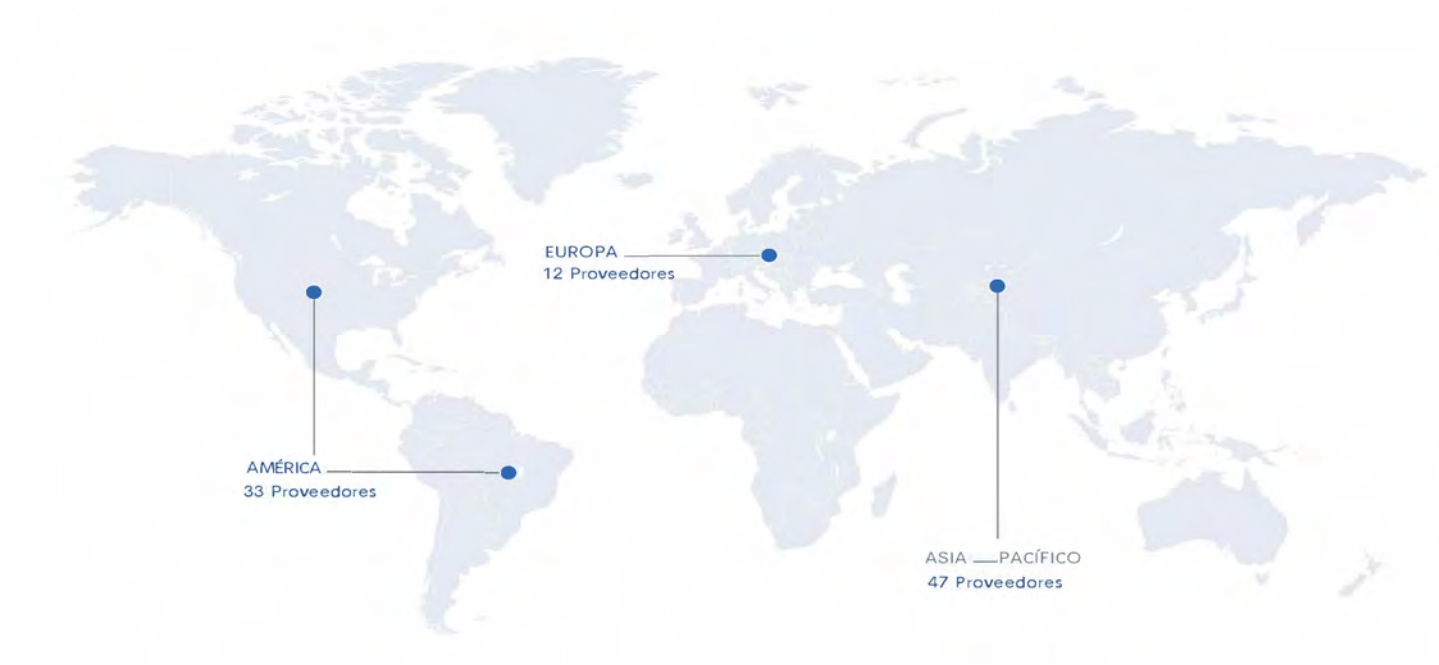 EUROPA
12 Proveedores
AMÉRICA
33 Proveedores
ASIA — PACÍFICO
47 Proveedores